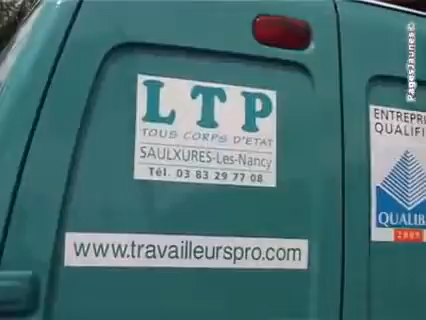 LTP
TOUS CORPS D'ETAT
SAULXURES-Les-Nancy
Tél. 03 83 29 77 08
www.travailleurspro.com
ENTREPRI
QUALIFI
QUALIB
PagesJaunes ©